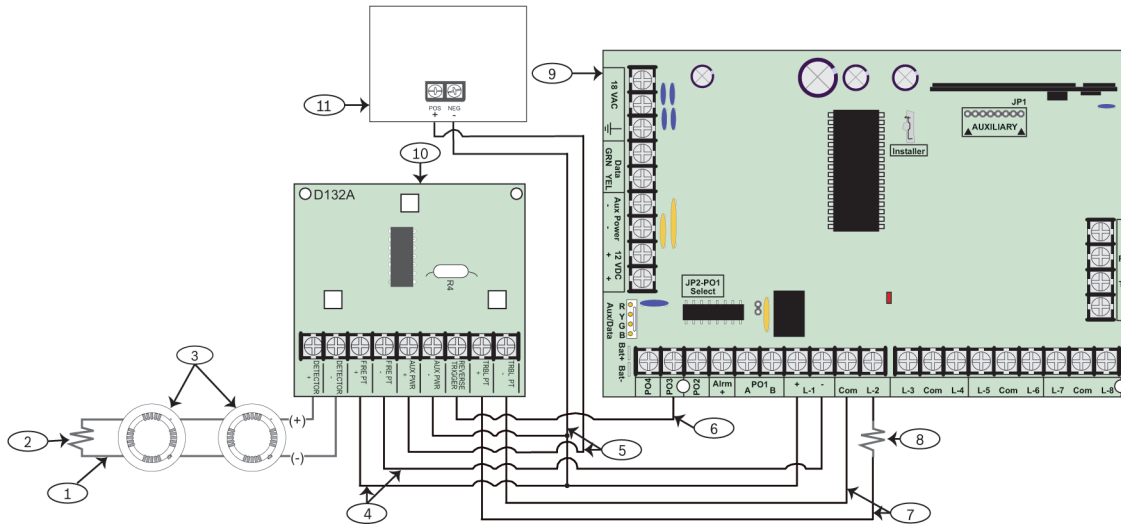 11
POS
NEG
+
-
9
18 VAC
Data
GRN YEL
Aux Power
-
-
12 VDC
+
+
Aux/Data
R
Y
G
B
Bat+
Bat-
JP1
AUXILIARY
Installer
JP2-PO1
Select
10
D132A
R4
DETECTOR
+
DETECTOR
-
FIRE PT
+
FIRE PT
-
AUX PWR
+
AUX PWR
-
REVERSE
TRIGGER
TRBL PT
+
TRBL PT
-
PO4
PO3
PO2
Alrm
+
PO1
A B
+ -
L-1
Com L-2
L-3 Com L-4
L-5 Com L-6
L-7 Com L-8
3
(+)
2
(-)
1
4
5
6
7
8